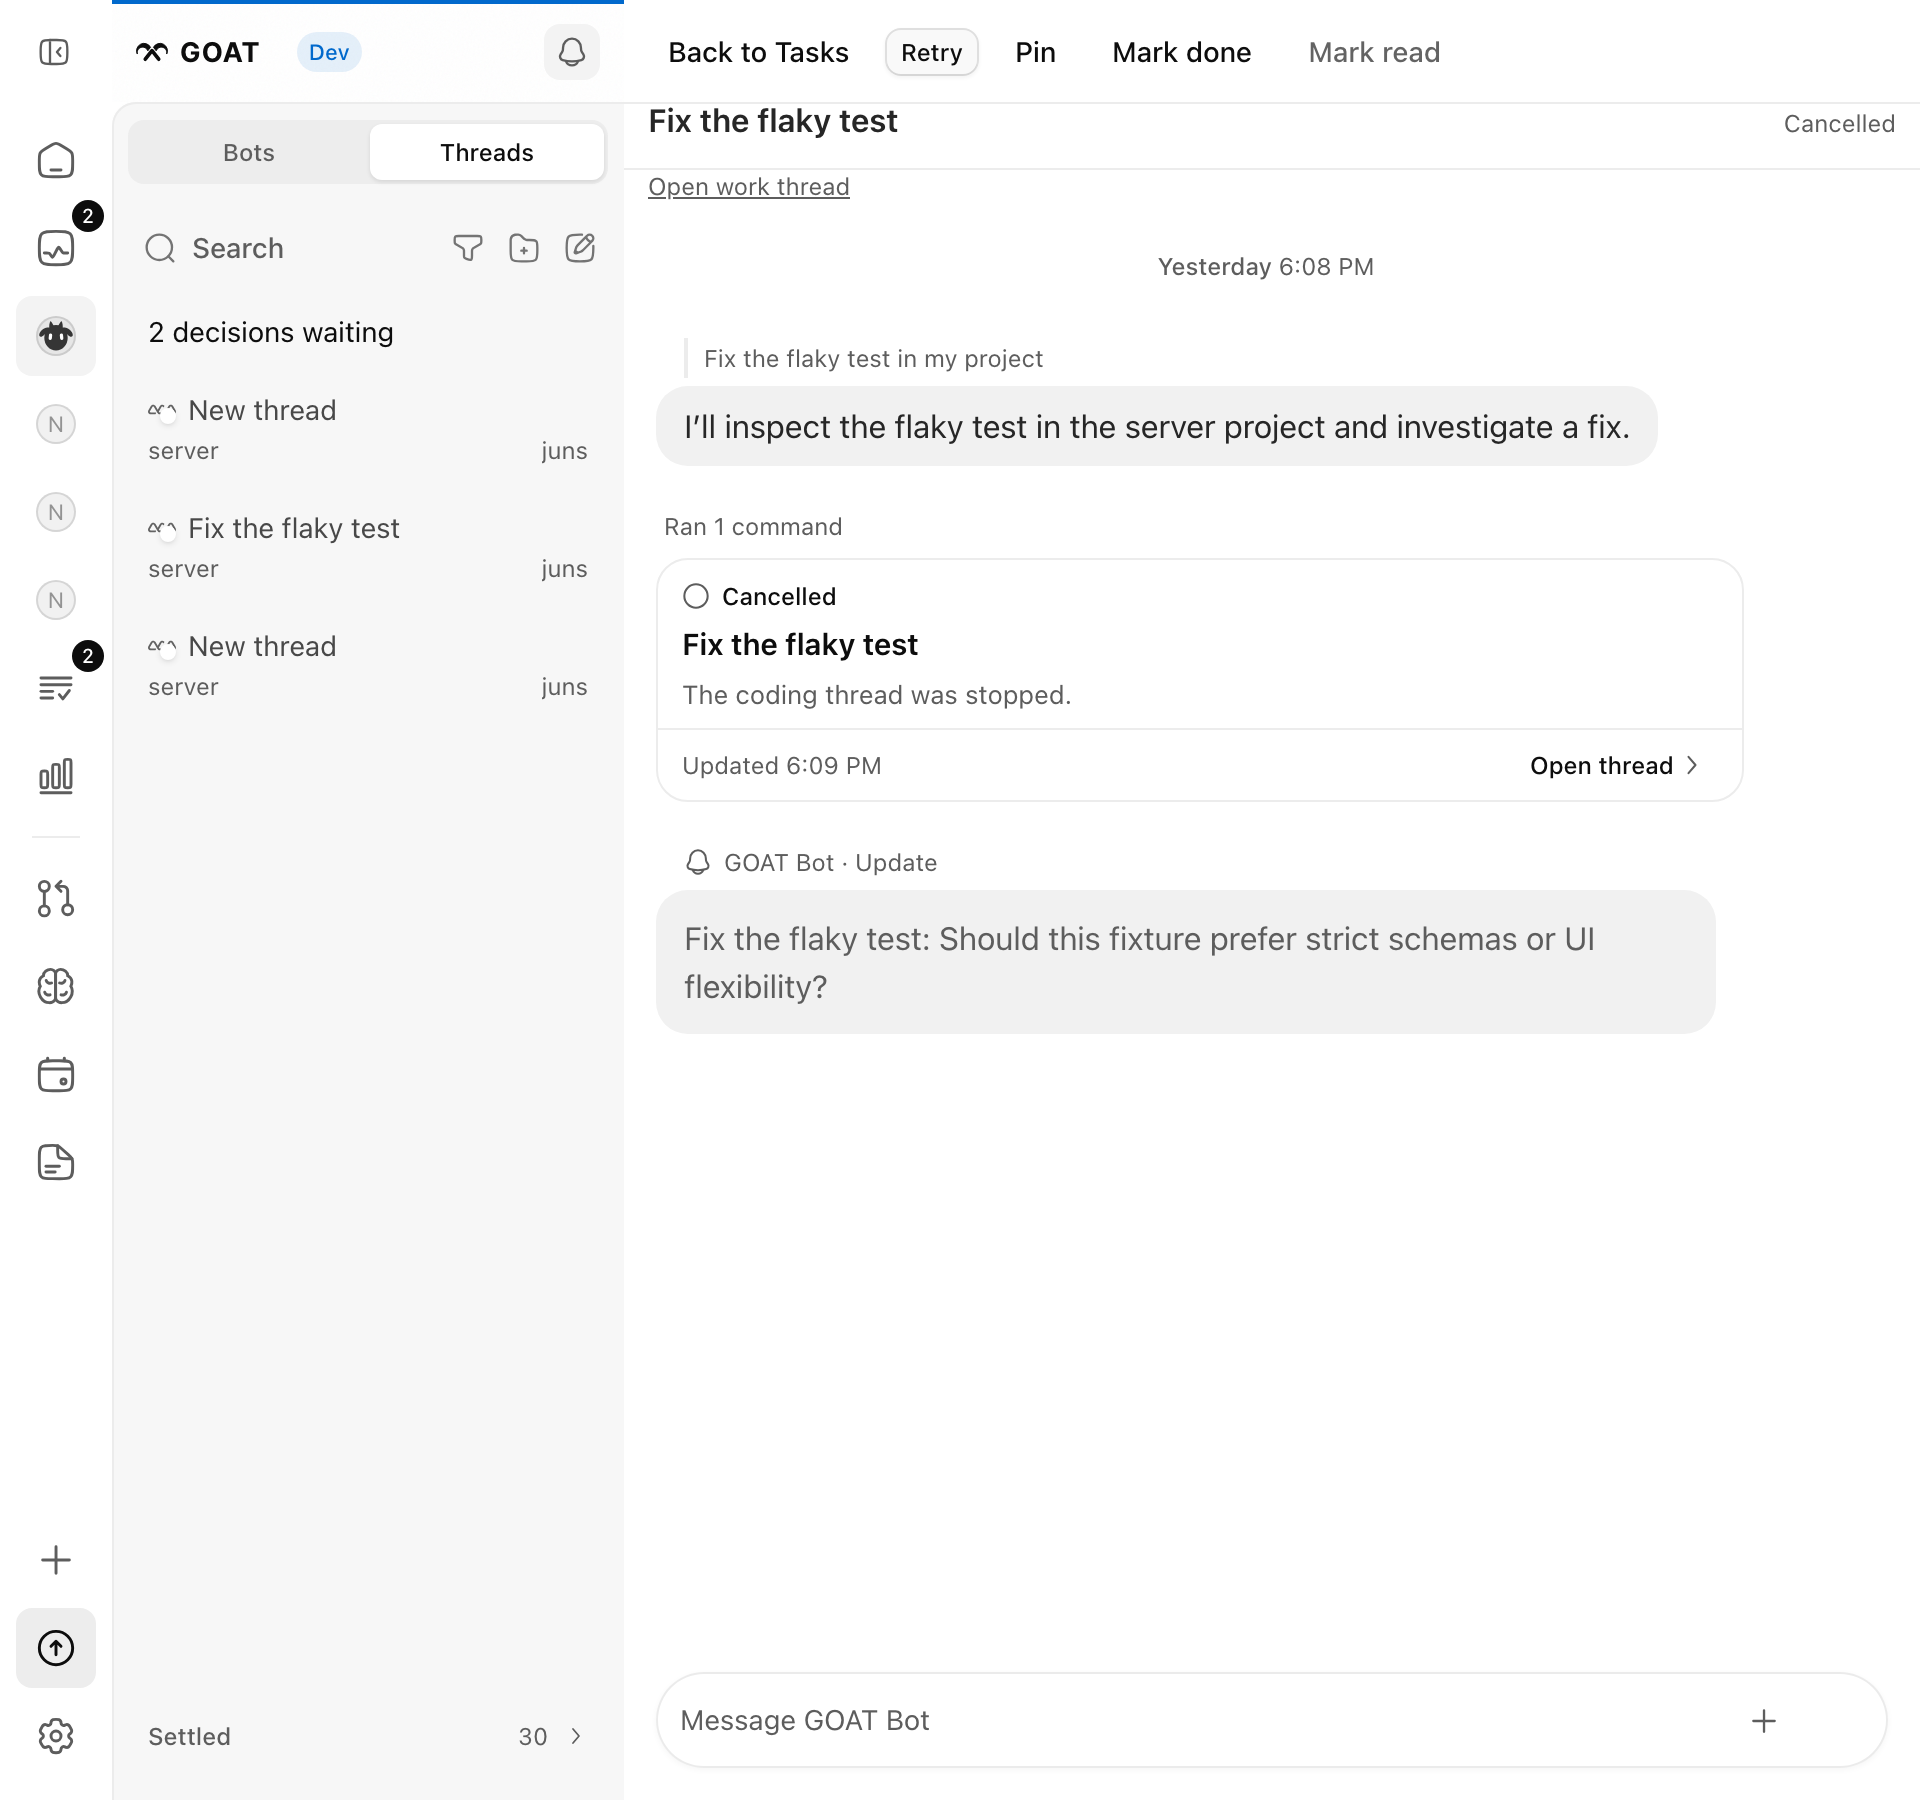 GOAT
Dev
Back to Tasks
Retry
Pin
Mark done
Mark read
Bots
Threads
Fix the flaky test
Cancelled
Open work thread
2
Search
Yesterday 6:08 PM
2 decisions waiting
Fix the flaky test in my project
New thread
server
juns
I’ll inspect the flaky test in the server project and investigate a fix.
N
Fix the flaky test
server
juns
Ran 1 command
N
Cancelled
N
New thread
server
juns
Fix the flaky test
2
The coding thread was stopped.
Updated 6:09 PM
Open thread
GOAT Bot · Update
Fix the flaky test: Should this fixture prefer strict schemas or UI
flexibility?
Settled
30
Message GOAT Bot